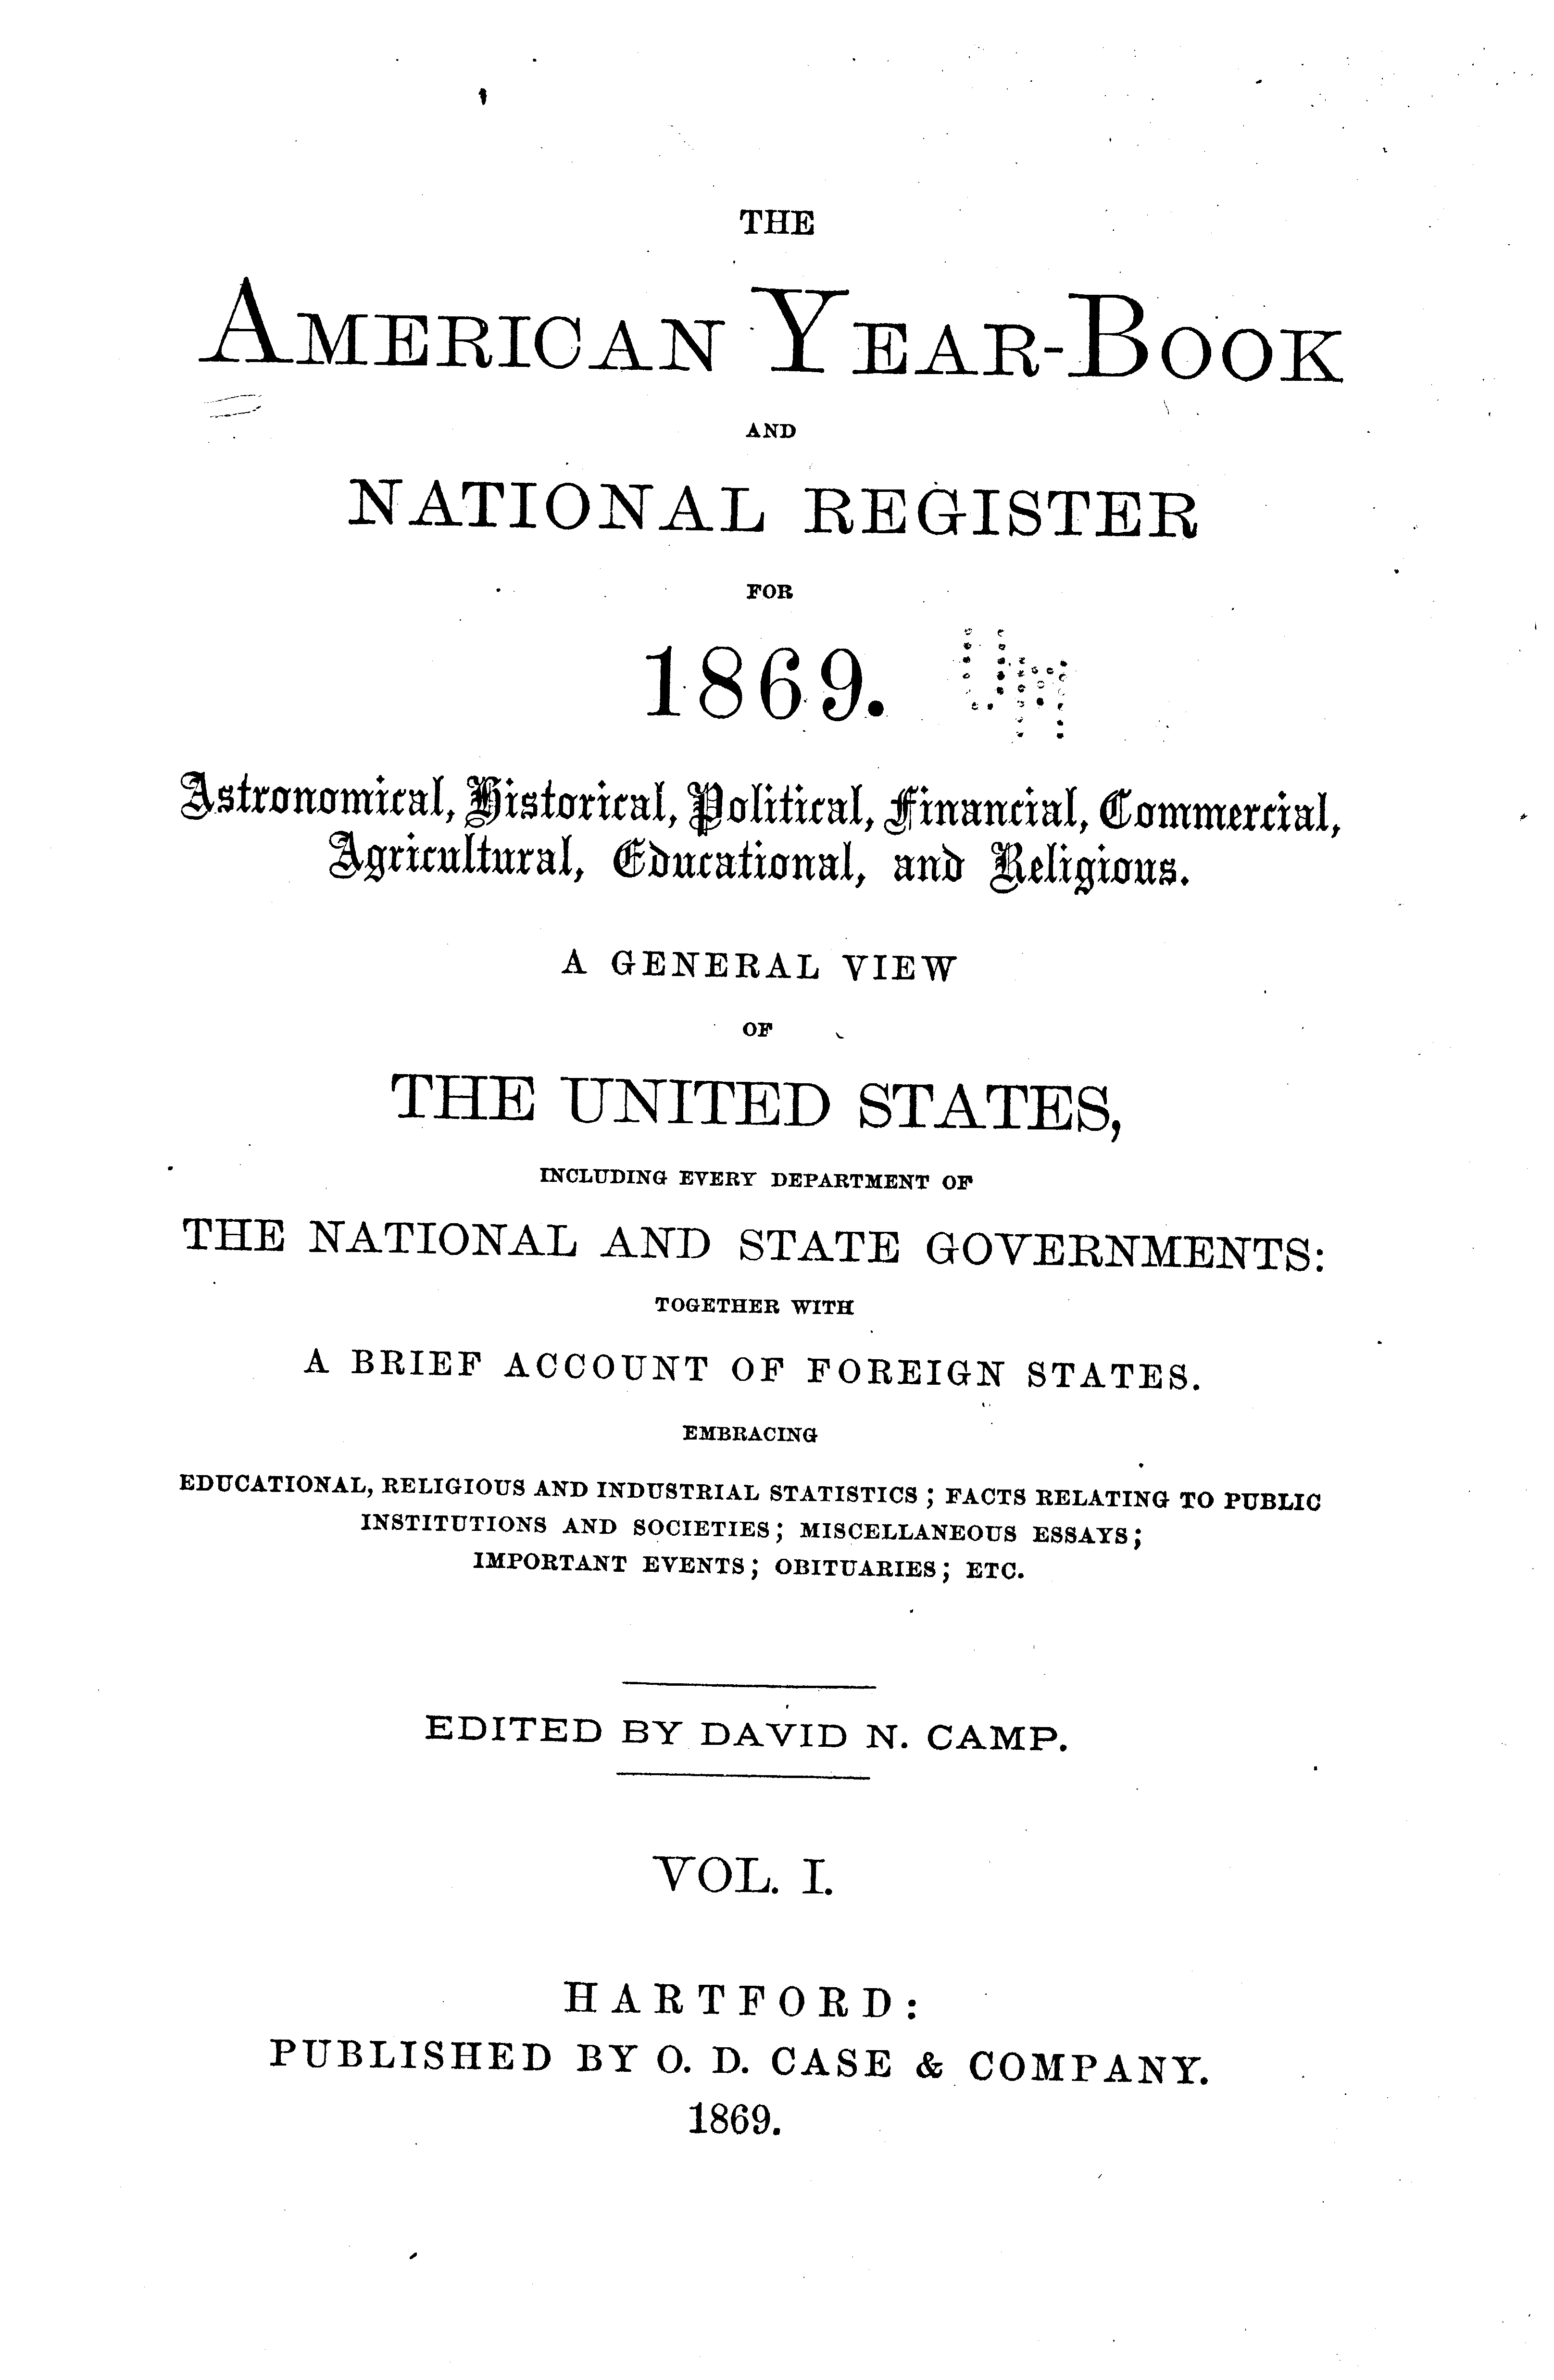 THE
AMERICAN YEAR-BOOK
AND
NATIONAL REGISTER
FOR
1869.
Astronomical, Historical, Political, Financial, Commercial,
Agricultural, Educational, and Religious.
A GENERAL VIEW
OF
THE UNITED STATES,
INCLUDING EVERY DEPARTMENT OF
THE NATIONAL AND STATE GOVERNMENTS:
TOGETHER WITH
A BRIEF ACCOUNT OF FOREIGN STATES.
EMBRACING
EDUCATIONAL, RELIGIOUS AND INDUSTRIAL STATISTICS; FACTS RELATING TO PUBLIC
INSTITUTIONS AND SOCIETIES; MISCELLANEOUS ESSAYS;
IMPORTANT EVENTS; OBITUARIES; ETC.
EDITED BY DAVID N. CAMP.
VOL. I.
HARTFORD:
PUBLISHED BY O. D. CASE & COMPANY.
1869.